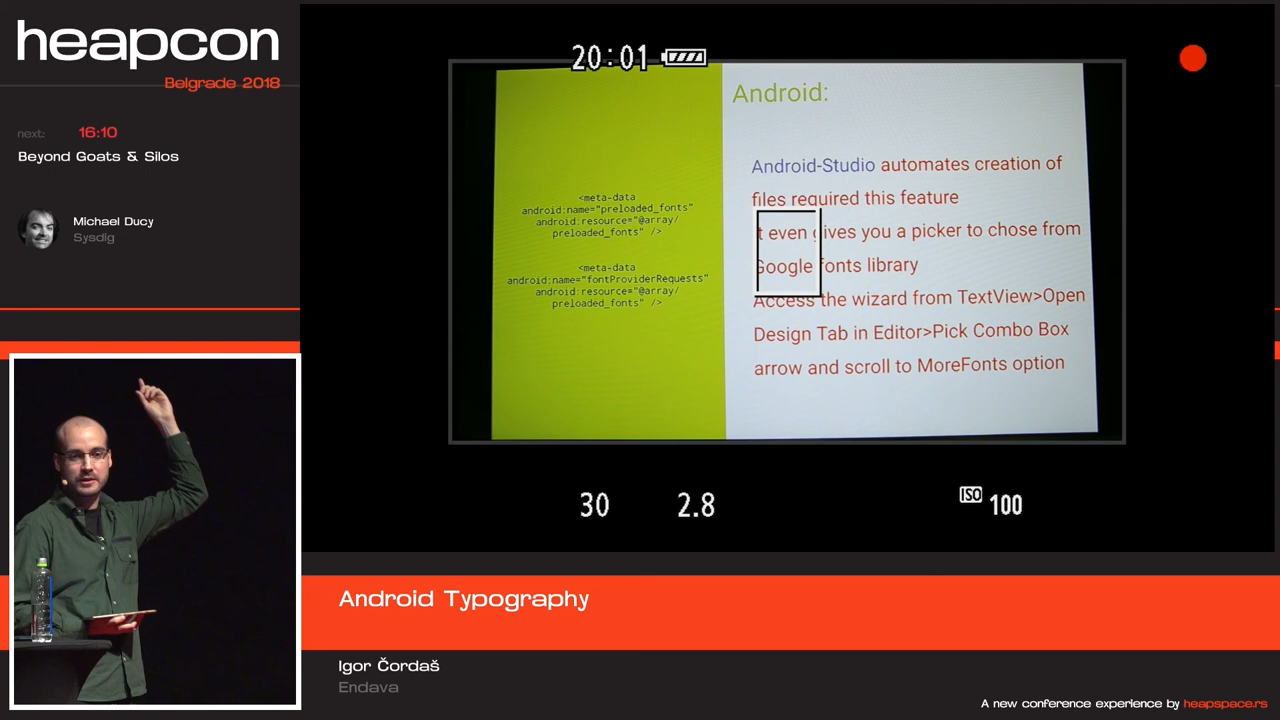 heapcon
Belgrade 2018
next: 16:10
Beyond Goats & Silos
Michael Ducy
Sysdig
20:01
<meta-data
android:name="preloaded_fonts"
android:resource="@array/
preloaded_fonts" />
<meta-data
android:name="fontProviderRequests"
android:resource="@array/
preloaded_fonts" />
Android:
Android-Studio automates creation of
files required this feature
It even gives you a picker to chose from
Google fonts library
Access the wizard from TextView>Open
Design Tab in Editor>Pick Combo Box
arrow and scroll to MoreFonts option
30 2.8 ISO 100
Android Typography
Igor Čordaš
Endava
A new conference experience by heapspace.rs